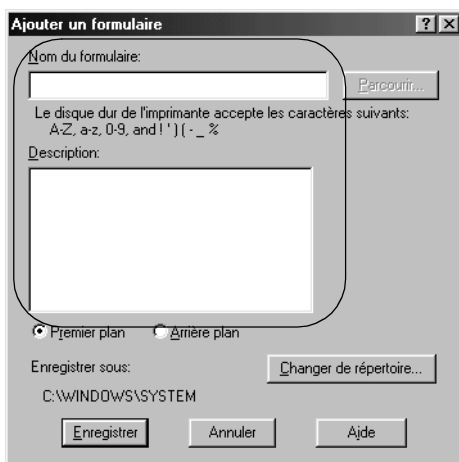 Ajouter un formulaire
Nom du formulaire:
Parcourir...
Le disque dur de l'imprimante accepte les caractères suivants:
A-Z, a-z, 0-9, and ! ' ) ( - _ %
Description:
Premier plan Arrière plan
Enregistrer sous: Changer de répertoire...
C:\WINDOWS\SYSTEM
Enregistrer Annuler Aide